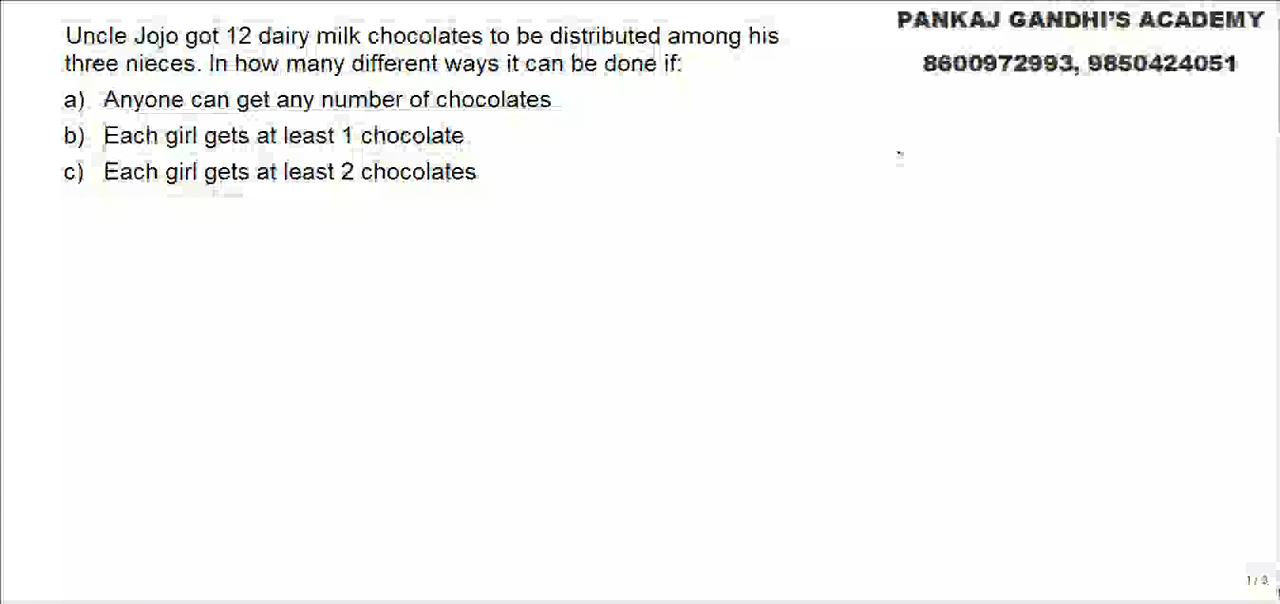 Uncle Jojo got 12 dairy milk chocolates to be distributed among his
three nieces. In how many different ways it can be done if:
a) Anyone can get any number of chocolates
b) Each girl gets at least 1 chocolate
c) Each girl gets at least 2 chocolates
PANKAJ GANDHI'S ACADEMY
8600972993, 9850424051